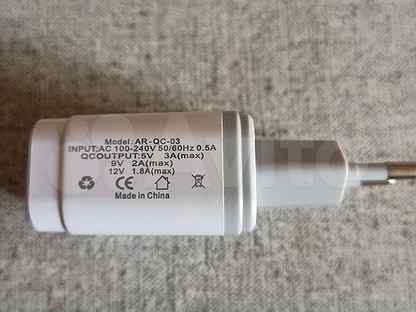 Model: AR-QC-03
INPUT:AC 100-240V 50/60Hz 0.5A
QCOUTPUT:5V 3A(max)
9V 2A(max)
12V 1.8A(max)
CE
Made in China
Avito